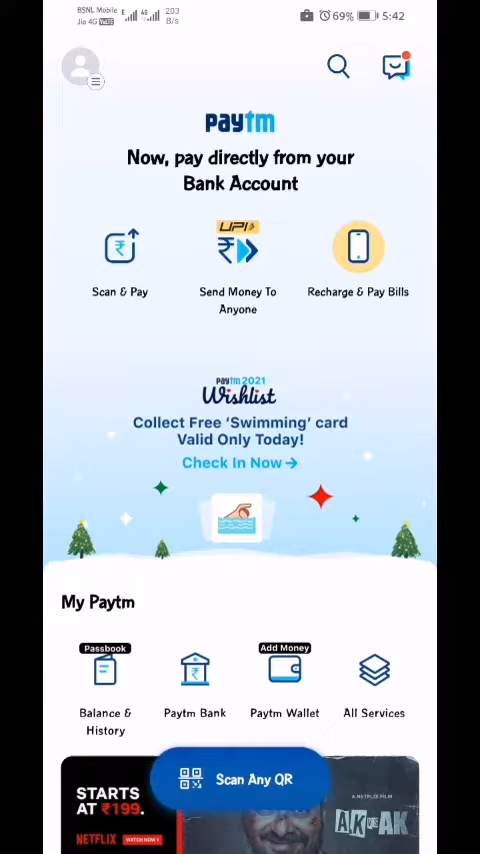 BSNL Mobile E 4G 203
Jio 4G VoLTE B/s
69% 5:42
paytm
Now, pay directly from your
Bank Account
UPI
Scan & Pay
Send Money To
Anyone
Recharge & Pay Bills
paytm 2021
Wishlist
Collect Free ‘Swimming’ card
Valid Only Today!
Check In Now →
My Paytm
Passbook
Add Money
Balance &
History
Paytm Bank
Paytm Wallet
All Services
Scan Any QR
STARTS
AT ₹199.
NETFLIX WATCH NOW
A NETFLIX FILM
AK vs AK